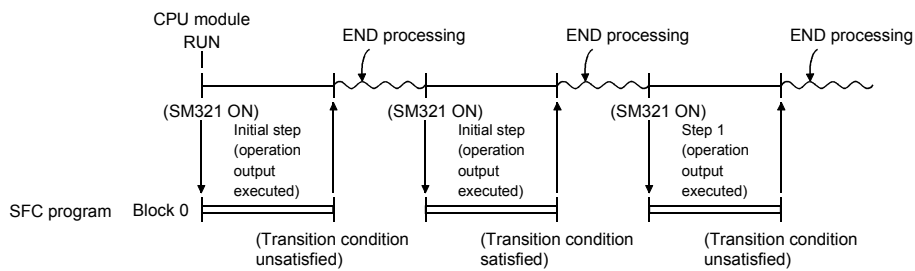 CPU module
RUN
END processing
END processing
END processing
(SM321 ON)
Initial step
(operation
output
executed)
(SM321 ON)
Initial step
(operation
output
executed)
(SM321 ON)
Step 1
(operation
output
executed)
SFC program
Block 0
(Transition condition
unsatisfied)
(Transition condition
satisfied)
(Transition condition
unsatisfied)